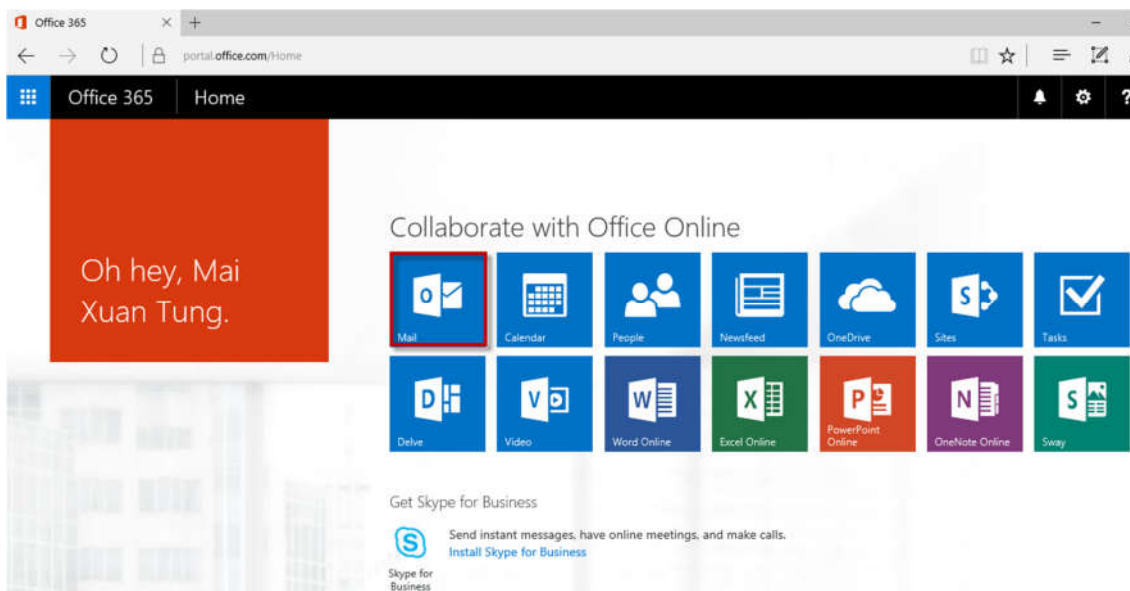 Office 365
portal.office.com/Home
Office 365 Home
Oh hey, Mai
Xuan Tung.
Collaborate with Office Online
Mail
Calendar
People
Newsfeed
OneDrive
Sites
Tasks
Delve
Video
Word Online
Excel Online
PowerPoint
Online
OneNote Online
Sway
Get Skype for Business
Send instant messages, have online meetings, and make calls.
Install Skype for Business
Skype for
Business